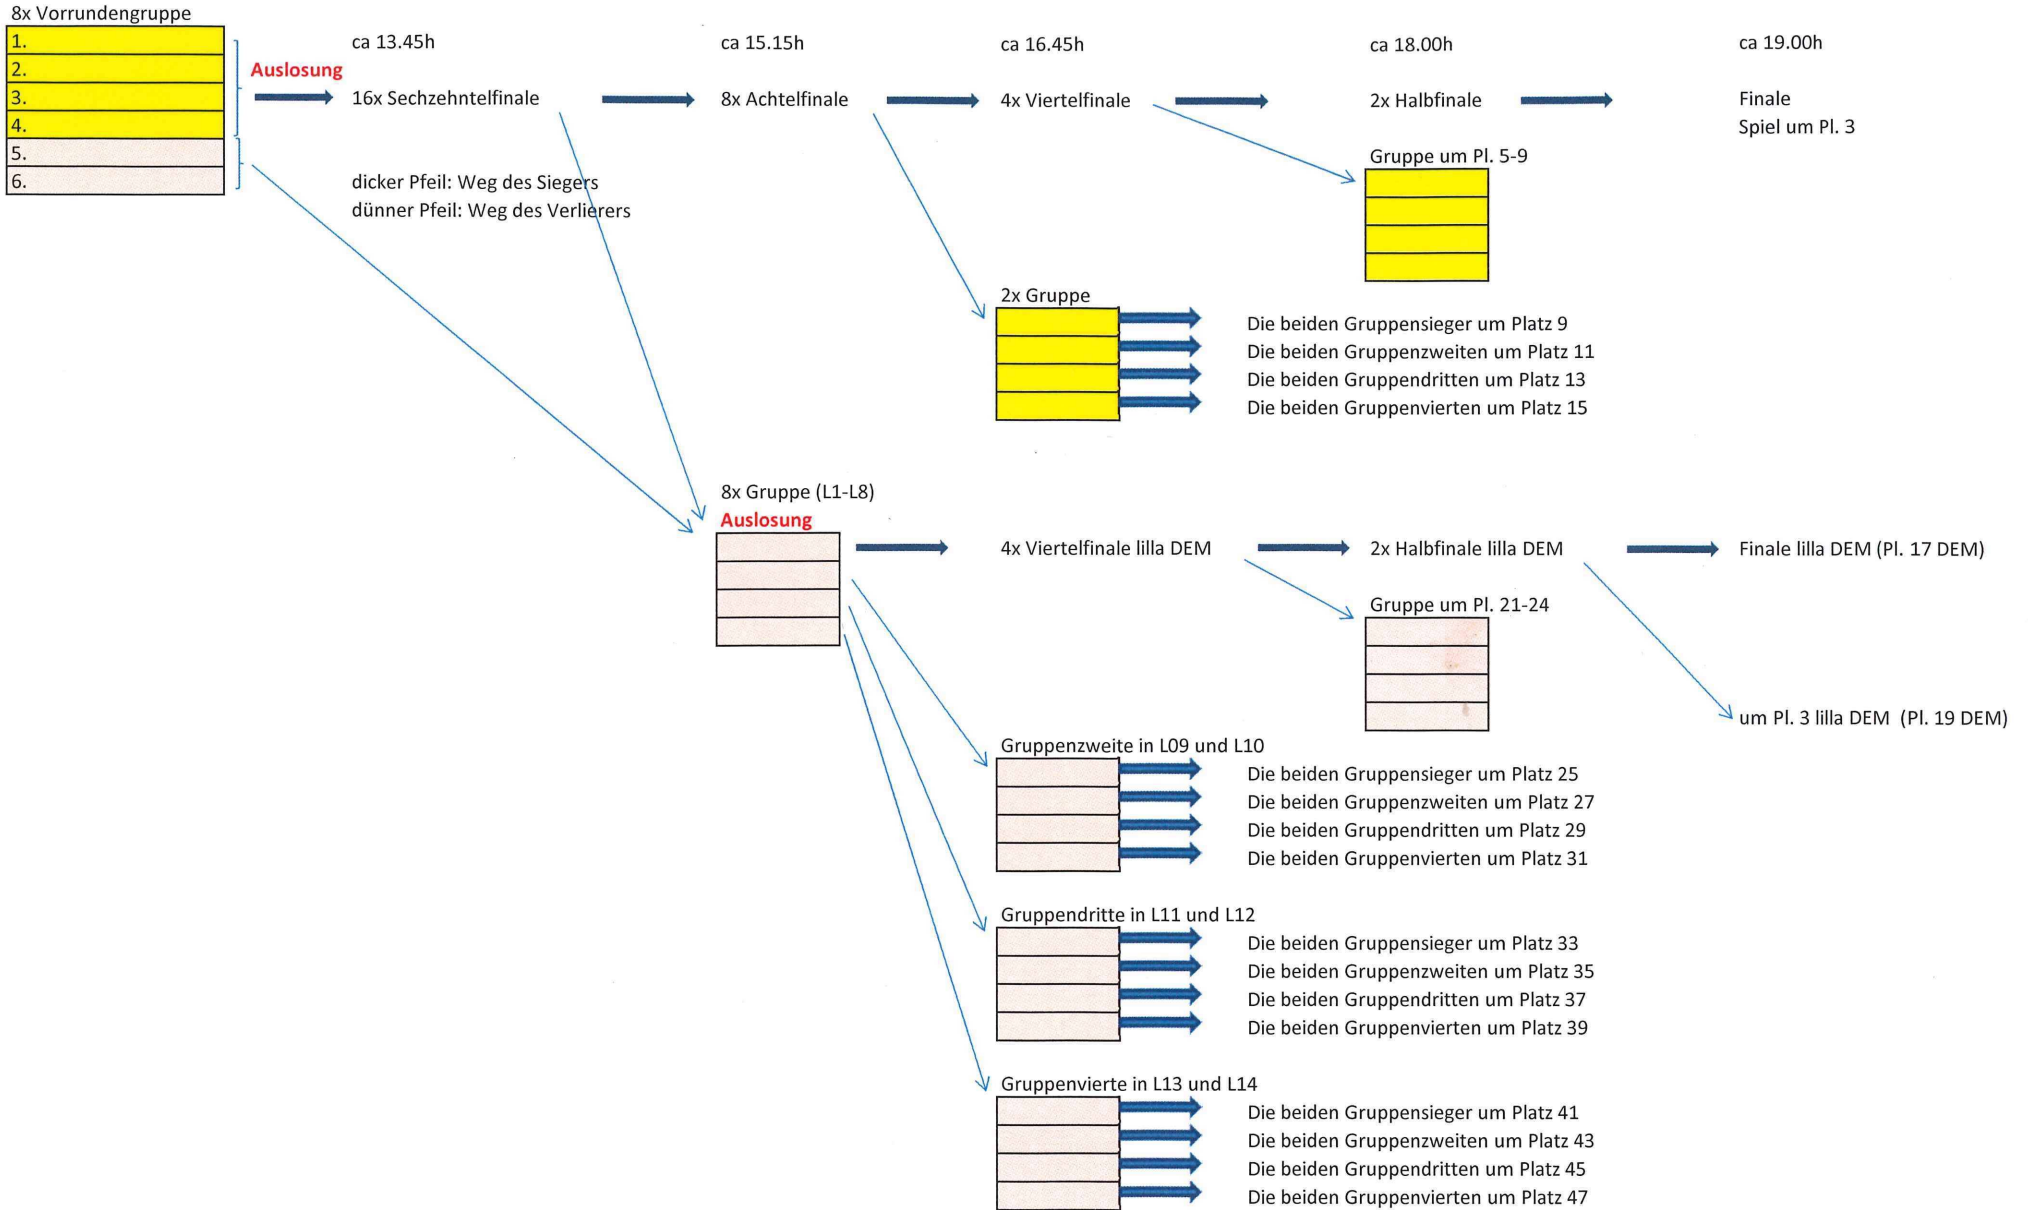 8x Vorrundengruppe
1.
2.
3.
4.
5.
6.
Auslosung
ca 13.45h
16x Sechzehntelfinale
dicker Pfeil: Weg des Siegers
dünner Pfeil: Weg des Verlierers
ca 15.15h
8x Achtelfinale
ca 16.45h
4x Viertelfinale
ca 18.00h
2x Halbfinale
ca 19.00h
Finale
Spiel um Pl. 3
Gruppe um Pl. 5-9
2x Gruppe
Die beiden Gruppensieger um Platz 9
Die beiden Gruppenzweiten um Platz 11
Die beiden Gruppendritten um Platz 13
Die beiden Gruppenvierten um Platz 15
8x Gruppe (L1-L8)
Auslosung
4x Viertelfinale lilla DEM
2x Halbfinale lilla DEM
Finale lilla DEM (Pl. 17 DEM)
Gruppe um Pl. 21-24
um Pl. 3 lilla DEM (Pl. 19 DEM)
Gruppenzweite in L09 und L10
Die beiden Gruppensieger um Platz 25
Die beiden Gruppenzweiten um Platz 27
Die beiden Gruppendritten um Platz 29
Die beiden Gruppenvierten um Platz 31
Gruppendritte in L11 und L12
Die beiden Gruppensieger um Platz 33
Die beiden Gruppenzweiten um Platz 35
Die beiden Gruppendritten um Platz 37
Die beiden Gruppenvierten um Platz 39
Gruppenvierte in L13 und L14
Die beiden Gruppensieger um Platz 41
Die beiden Gruppenzweiten um Platz 43
Die beiden Gruppendritten um Platz 45
Die beiden Gruppenvierten um Platz 47